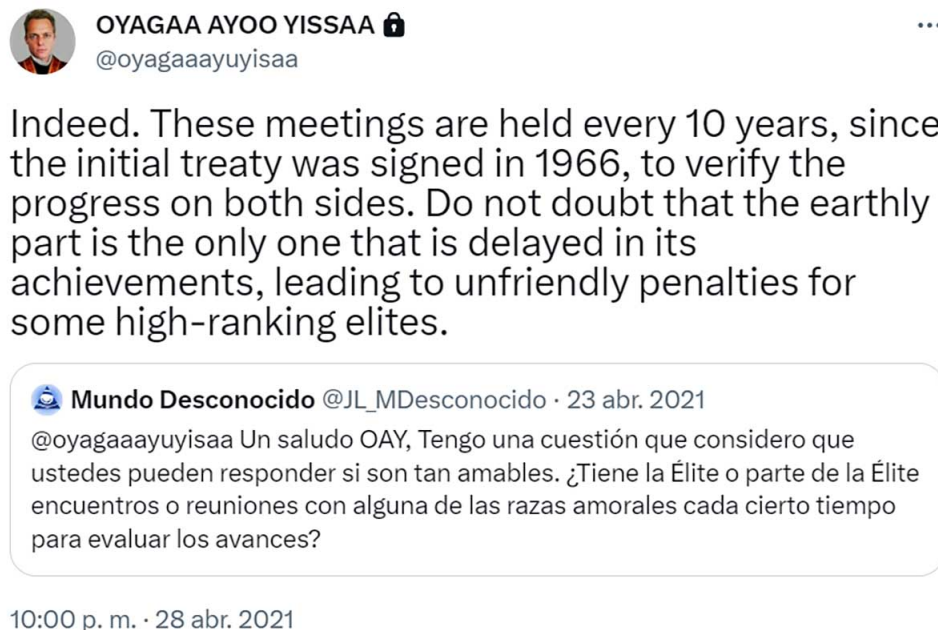 OYAGAA AYOO YISSAA
@oyagaaayuyisaa
Indeed. These meetings are held every 10 years, since
the initial treaty was signed in 1966, to verify the
progress on both sides. Do not doubt that the earthly
part is the only one that is delayed in its
achievements, leading to unfriendly penalties for
some high-ranking elites.
Mundo Desconocido @JL_MDesconocido · 23 abr. 2021
@oyagaaayuyisaa Un saludo OAY, Tengo una cuestión que considero que
ustedes pueden responder si son tan amables. ¿Tiene la Élite o parte de la Élite
encuentros o reuniones con alguna de las razas amorales cada cierto tiempo
para evaluar los avances?
10:00 p. m. · 28 abr. 2021